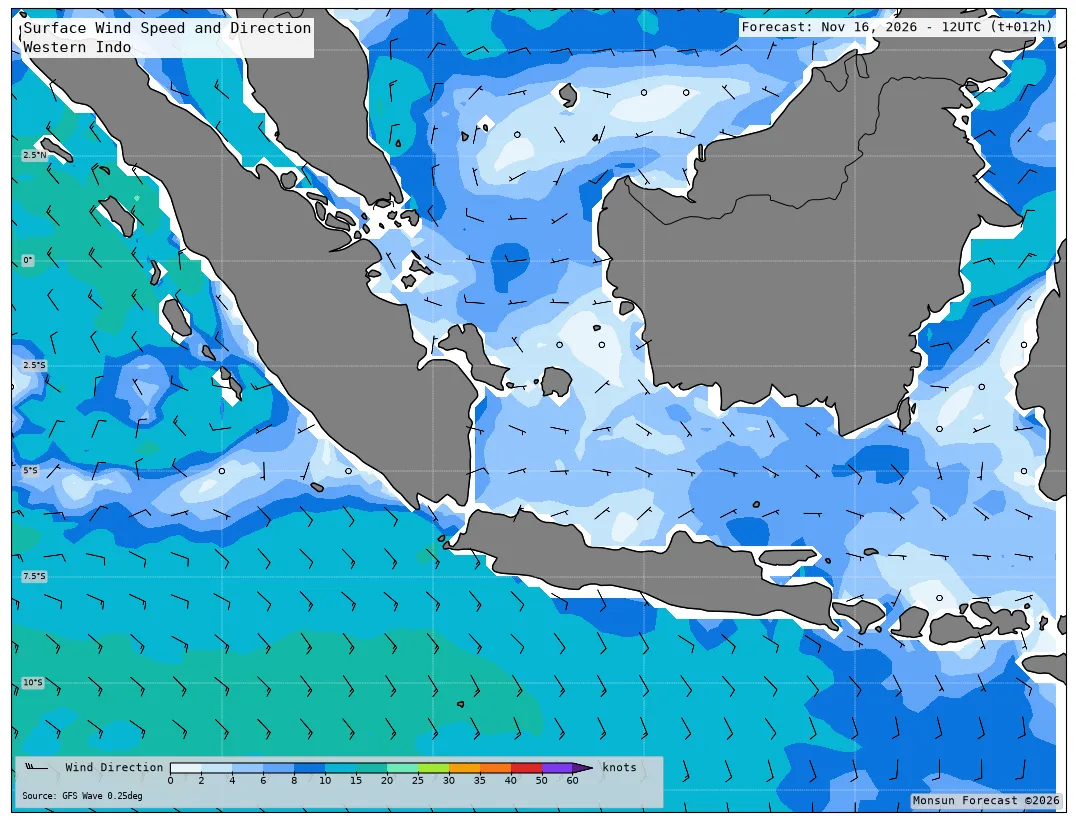 Surface Wind Speed and Direction
Western Indo
Forecast: Nov 16, 2026 - 12UTC (t+012h)
2.5°N
0°
2.5°S
5°S
7.5°S
10°S
Wind Direction
0 2 4 6 8 10 15 20 25 30 35 40 50 60
knots
Source: GFS Wave 0.25deg
Monsun Forecast ©2026